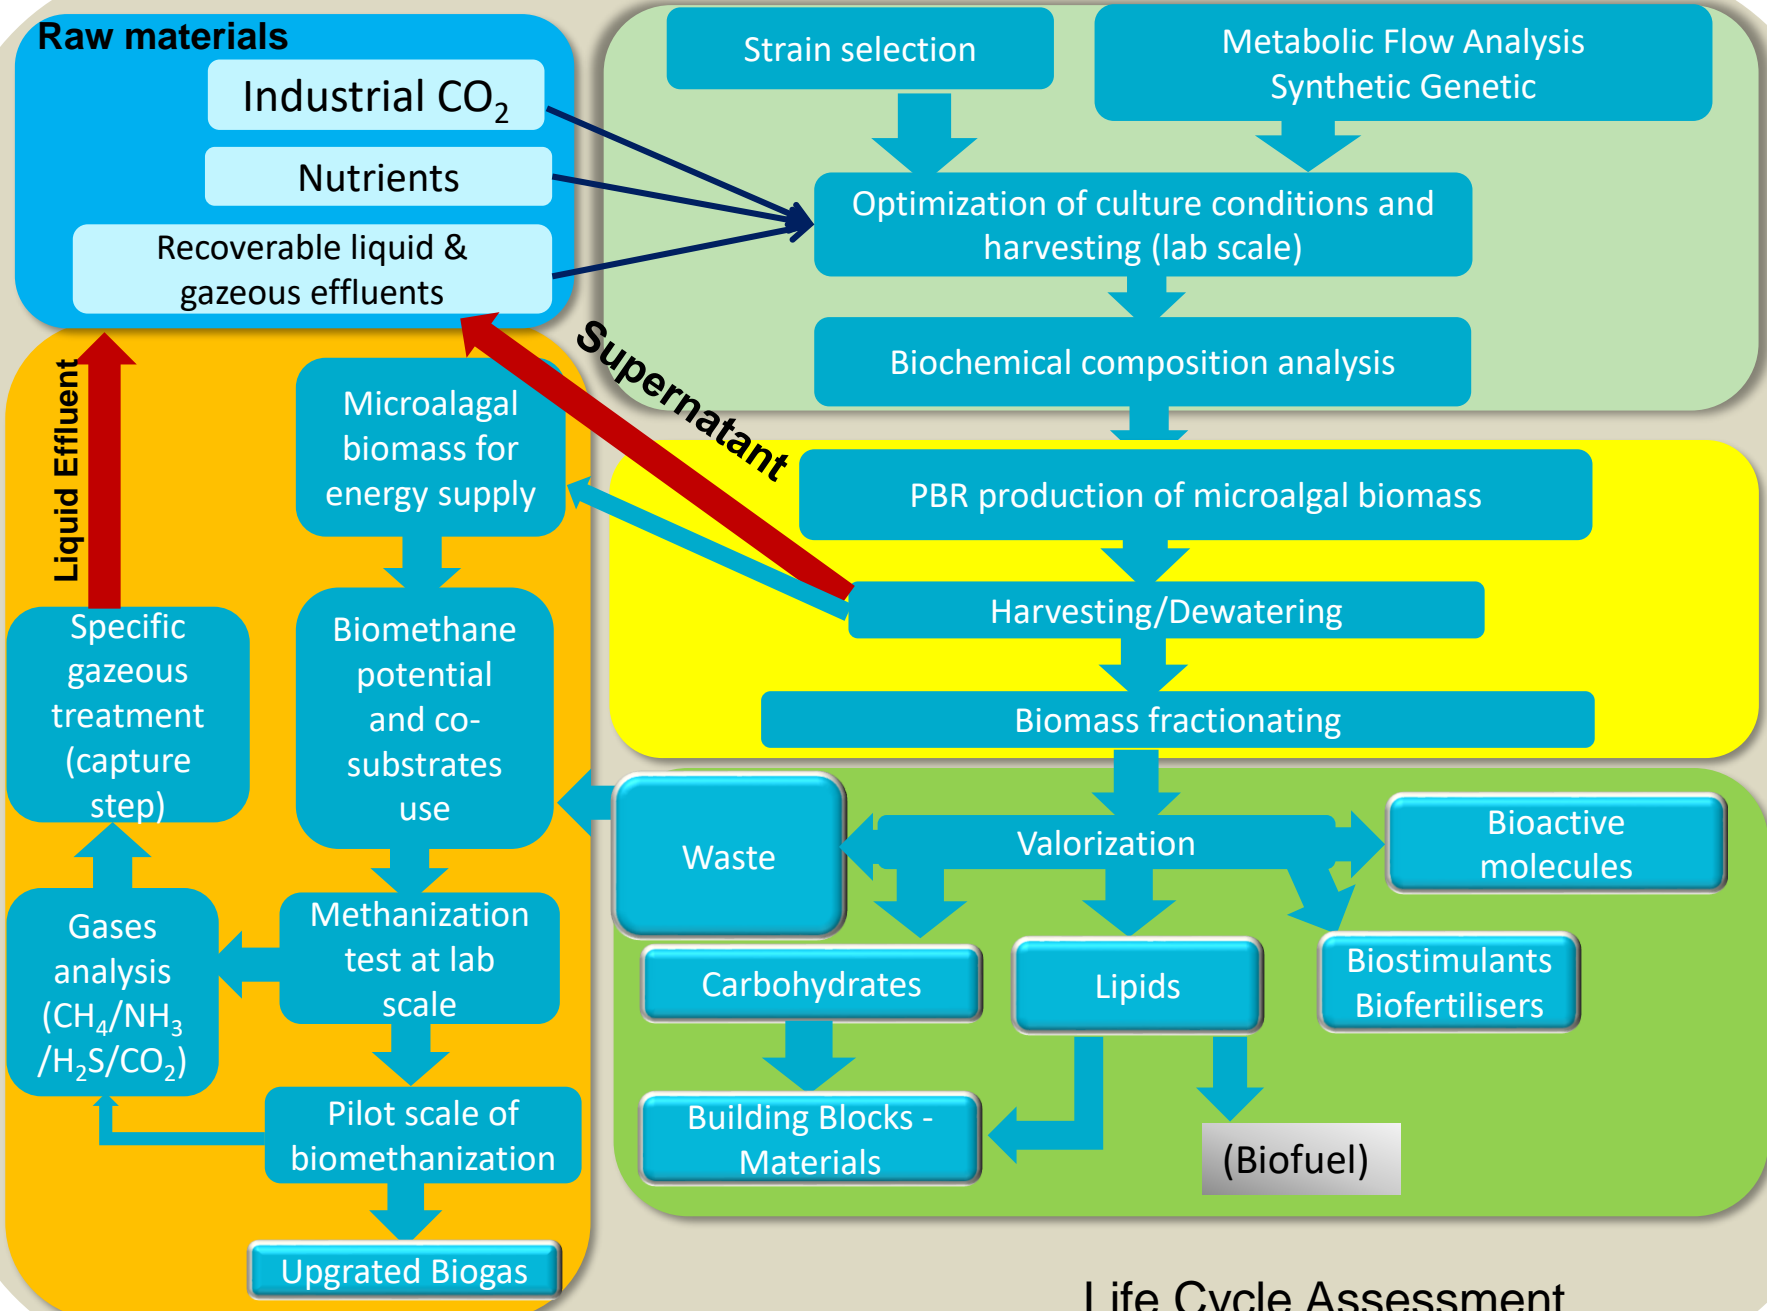 Raw materials
Industrial CO₂
Nutrients
Recoverable liquid &
gazeous effluents
Strain selection
Metabolic Flow Analysis
Synthetic Genetic
Optimization of culture conditions and
harvesting (lab scale)
Biochemical composition analysis
Supernatant
Liquid Effluent
Microalagal
biomass for
energy supply
PBR production of microalgal biomass
Harvesting/Dewatering
Biomass fractionating
Specific
gazeous
treatment
(capture
step)
Biomethane
potential
and co-
substrates
use
Waste
Valorization
Bioactive
molecules
Gases
analysis
(CH₄/NH₃
/H₂S/CO₂)
Methanization
test at lab
scale
Carbohydrates
Lipids
Biostimulants
Biofertilisers
Pilot scale of
biomethanization
Building Blocks -
Materials
(Biofuel)
Upgrated Biogas
Life Cycle Assessment